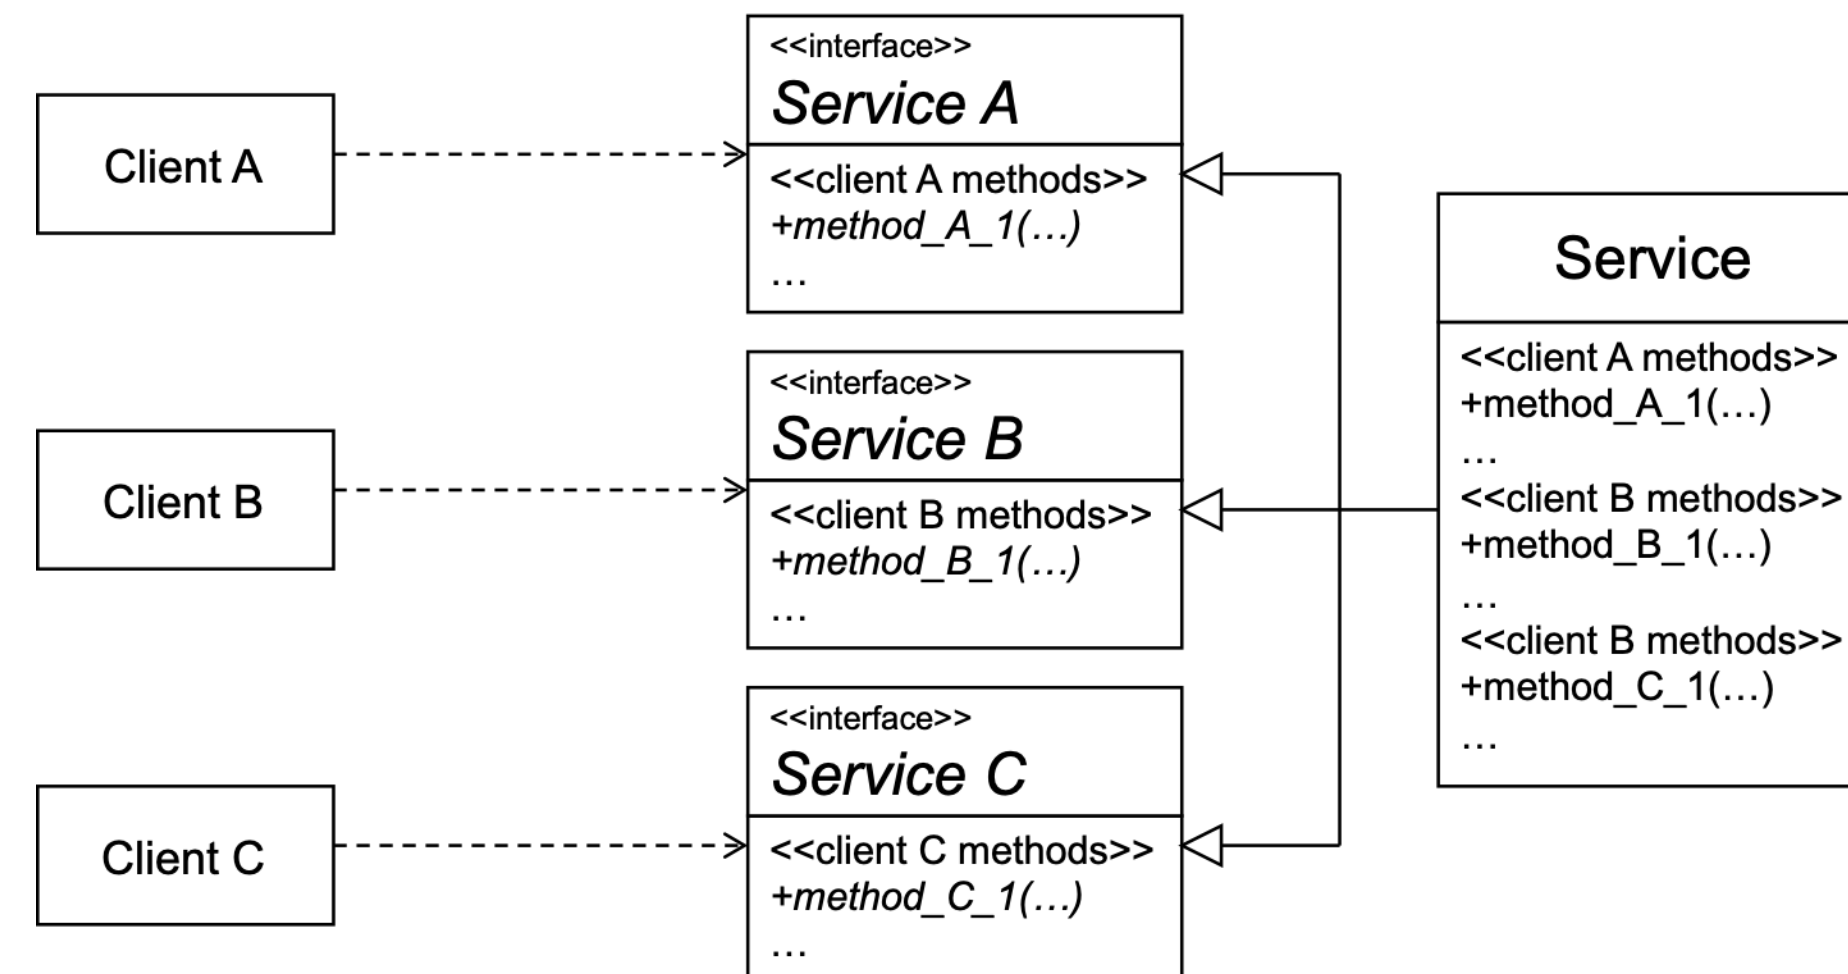 Client A
<<interface>>
Service A
<<client A methods>>
+method_A_1(…)
…
Client B
<<interface>>
Service B
<<client B methods>>
+method_B_1(…)
…
Client C
<<interface>>
Service C
<<client C methods>>
+method_C_1(…)
…
Service
<<client A methods>>
+method_A_1(…)
…
<<client B methods>>
+method_B_1(…)
…
<<client B methods>>
+method_C_1(…)
…